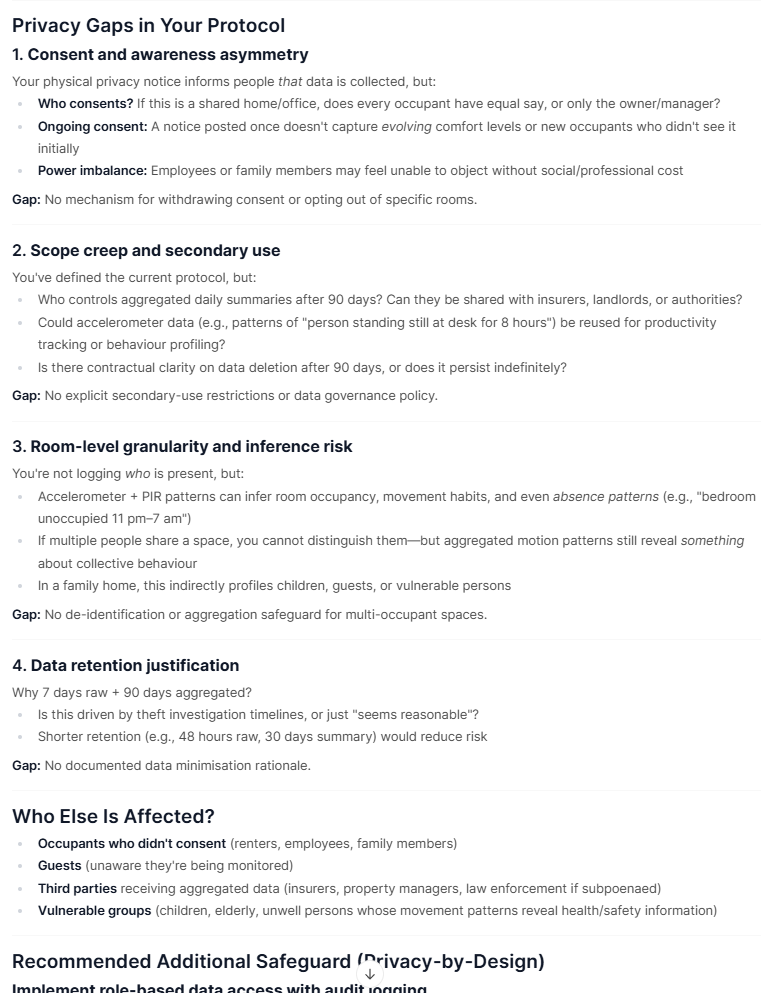 Privacy Gaps in Your Protocol
1. Consent and awareness asymmetry
Your physical privacy notice informs people that data is collected, but:
Who consents? If this is a shared home/office, does every occupant have equal say, or only the owner/manager?
Ongoing consent: A notice posted once doesn't capture evolving comfort levels or new occupants who didn't see it
initially
Power imbalance: Employees or family members may feel unable to object without social/professional cost
Gap: No mechanism for withdrawing consent or opting out of specific rooms.
2. Scope creep and secondary use
You've defined the current protocol, but:
Who controls aggregated daily summaries after 90 days? Can they be shared with insurers, landlords, or authorities?
Could accelerometer data (e.g., patterns of "person standing still at desk for 8 hours") be reused for productivity
tracking or behaviour profiling?
Is there contractual clarity on data deletion after 90 days, or does it persist indefinitely?
Gap: No explicit secondary-use restrictions or data governance policy.
3. Room-level granularity and inference risk
You're not logging who is present, but:
Accelerometer + PIR patterns can infer room occupancy, movement habits, and even absence patterns (e.g., "bedroom
unoccupied 11 pm–7 am")
If multiple people share a space, you cannot distinguish them—but aggregated motion patterns still reveal something
about collective behaviour
In a family home, this indirectly profiles children, guests, or vulnerable persons
Gap: No de-identification or aggregation safeguard for multi-occupant spaces.
4. Data retention justification
Why 7 days raw + 90 days aggregated?
Is this driven by theft investigation timelines, or just "seems reasonable"?
Shorter retention (e.g., 48 hours raw, 30 days summary) would reduce risk
Gap: No documented data minimisation rationale.
Who Else Is Affected?
Occupants who didn't consent (renters, employees, family members)
Guests (unaware they're being monitored)
Third parties receiving aggregated data (insurers, property managers, law enforcement if subpoenaed)
Vulnerable groups (children, elderly, unwell persons whose movement patterns reveal health/safety information)
Recommended Additional Safeguard (Privacy-by-Design)
Implement role-based data access with audit logging